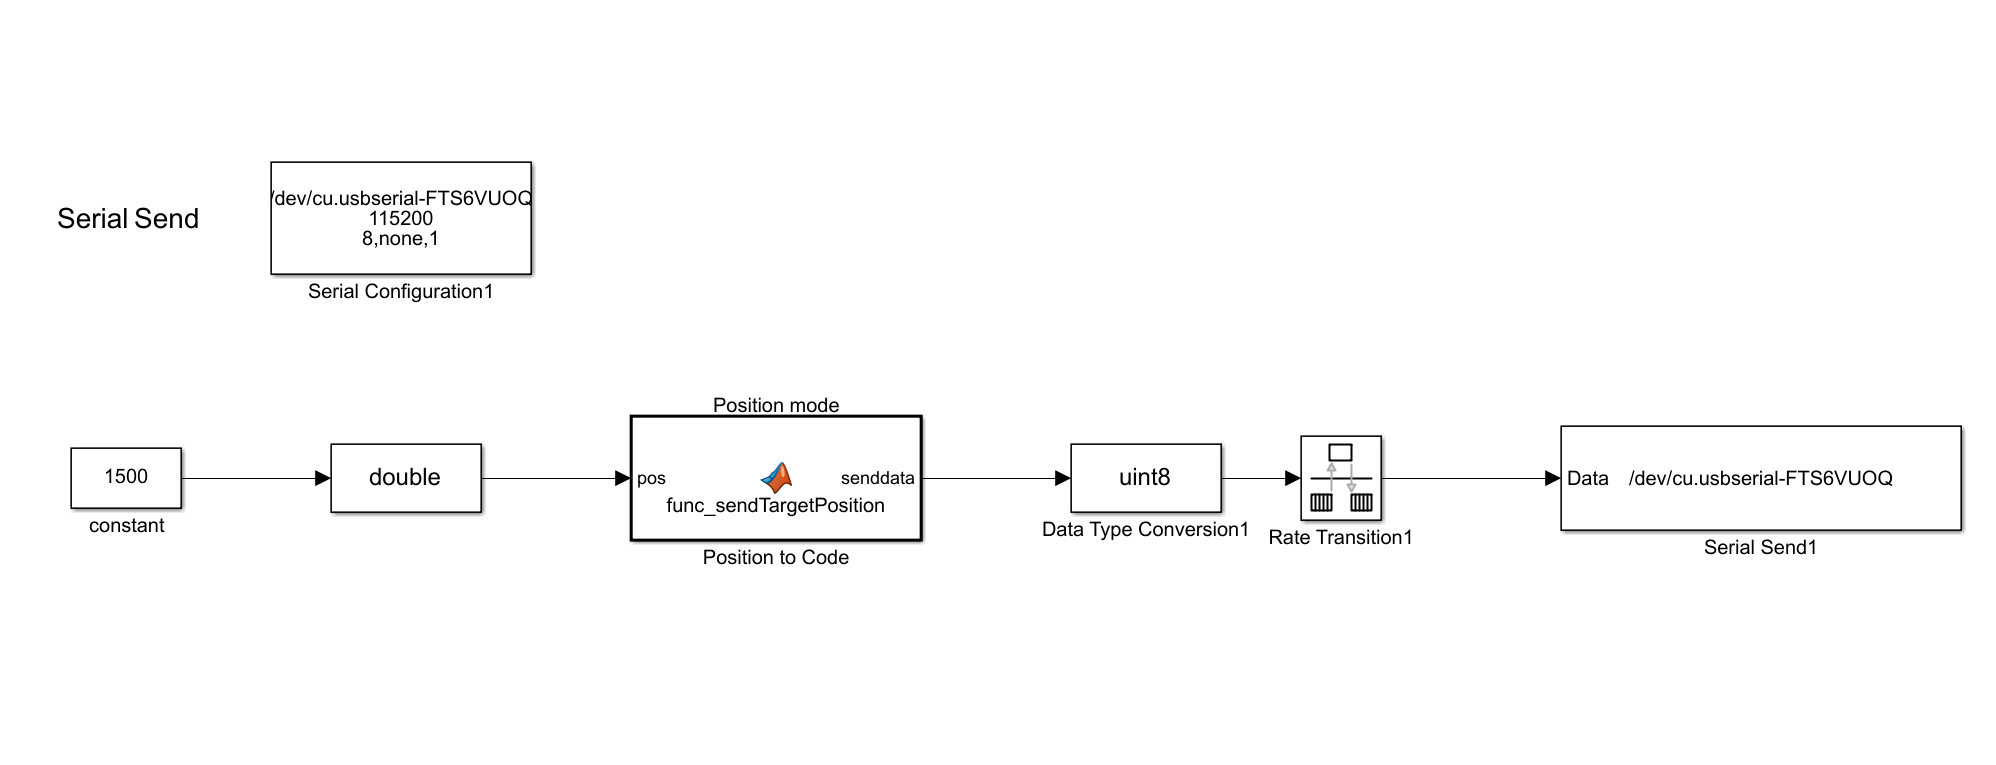 /dev/cu.usbserial-FTS6VUOQ
115200
8,none,1
Serial Send
Serial Configuration1
Position mode
1500
constant
double
pos
senddata
func_sendTargetPosition
Position to Code
uint8
Data Type Conversion1
Rate Transition1
Data /dev/cu.usbserial-FTS6VUOQ
Serial Send1